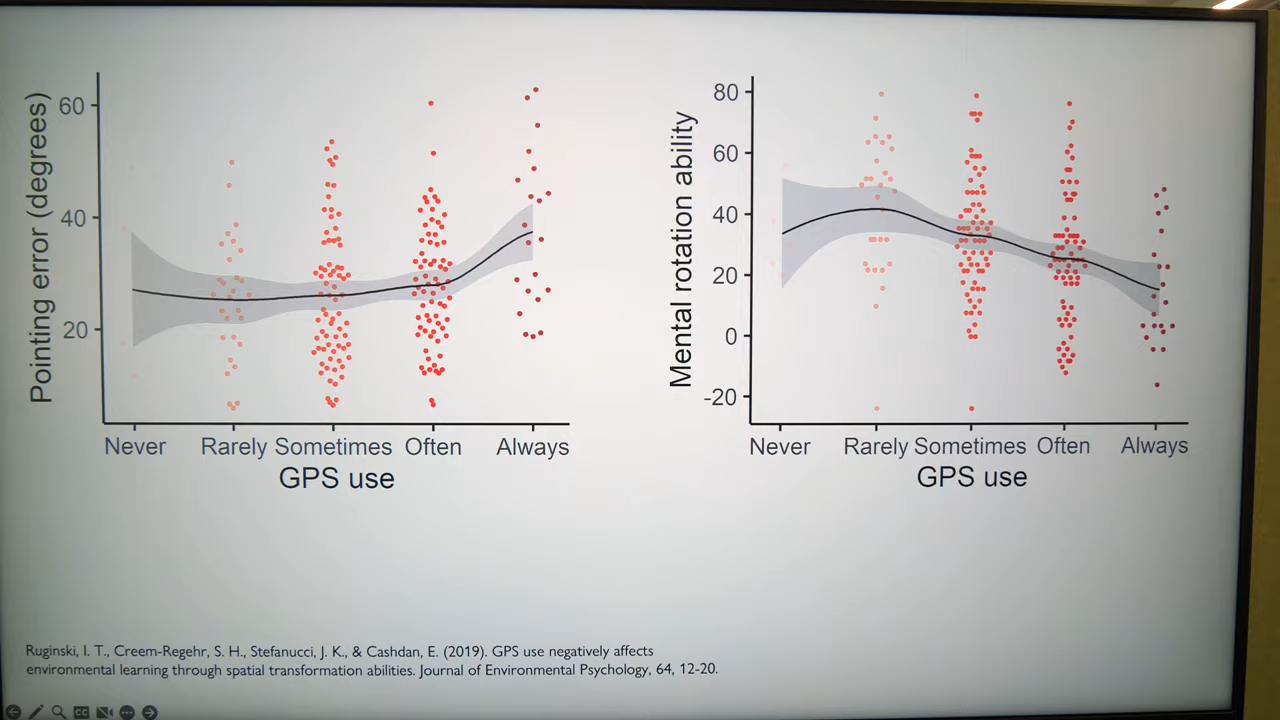 Pointing error (degrees)
60
40
20
Never Rarely Sometimes Often Always
GPS use
Mental rotation ability
80
60
40
20
0
-20
Never Rarely Sometimes Often Always
GPS use
Ruginski, I. T., Creem-Regehr, S. H., Stefanucci, J. K., & Cashdan, E. (2019). GPS use negatively affects
environmental learning through spatial transformation abilities. Journal of Environmental Psychology, 64, 12-20.
CC